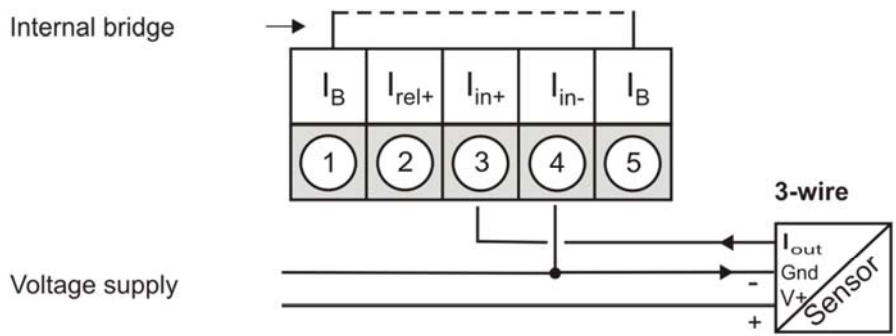 Internal bridge
I_B I_rel+ I_in+ I_in- I_B
1 2 3 4 5
3-wire
I_out
Gnd
-
V+
Sensor
Voltage supply
+